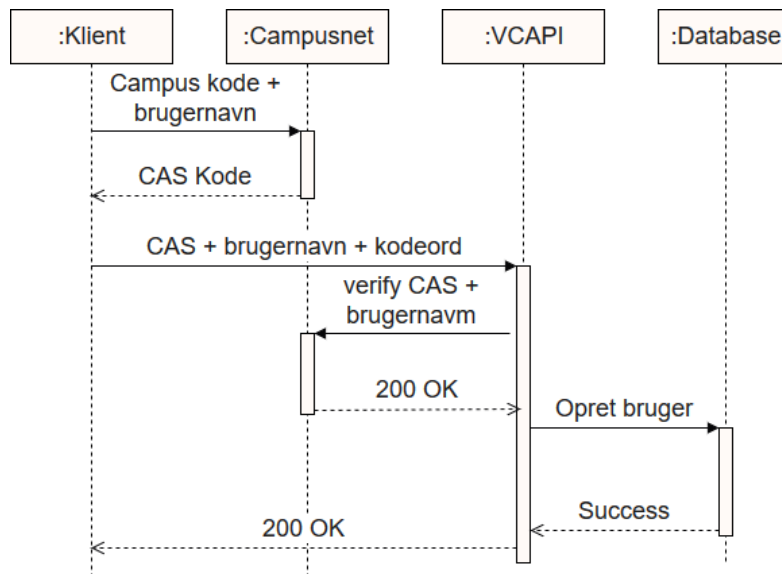 :Klient
:Campusnet
:VCAPI
:Database
Campus kode +
brugernavn
CAS Kode
CAS + brugernavn + kodeord
verify CAS +
brugernavm
200 OK
Opret bruger
Success
200 OK